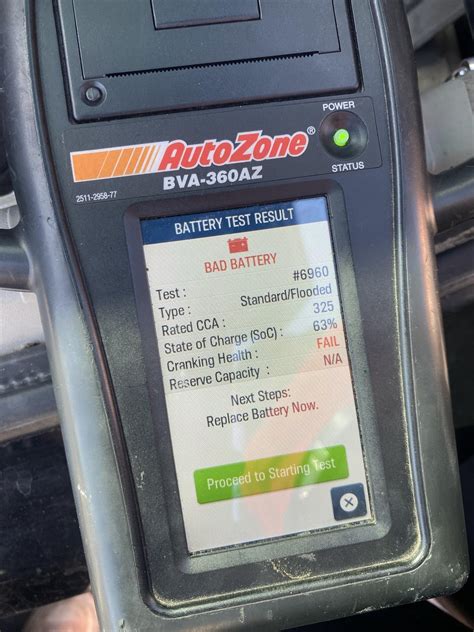 POWER
AutoZone®
BVA-360AZ
STATUS
2511-2958-77
BATTERY TEST RESULT
BAD BATTERY
Test : #6960
Type : Standard/Flooded
Rated CCA : 325
State of Charge (SoC) : 63%
Cranking Health : FAIL
Reserve Capacity : N/A
Next Steps:
Replace Battery Now.
Proceed to Starting Test